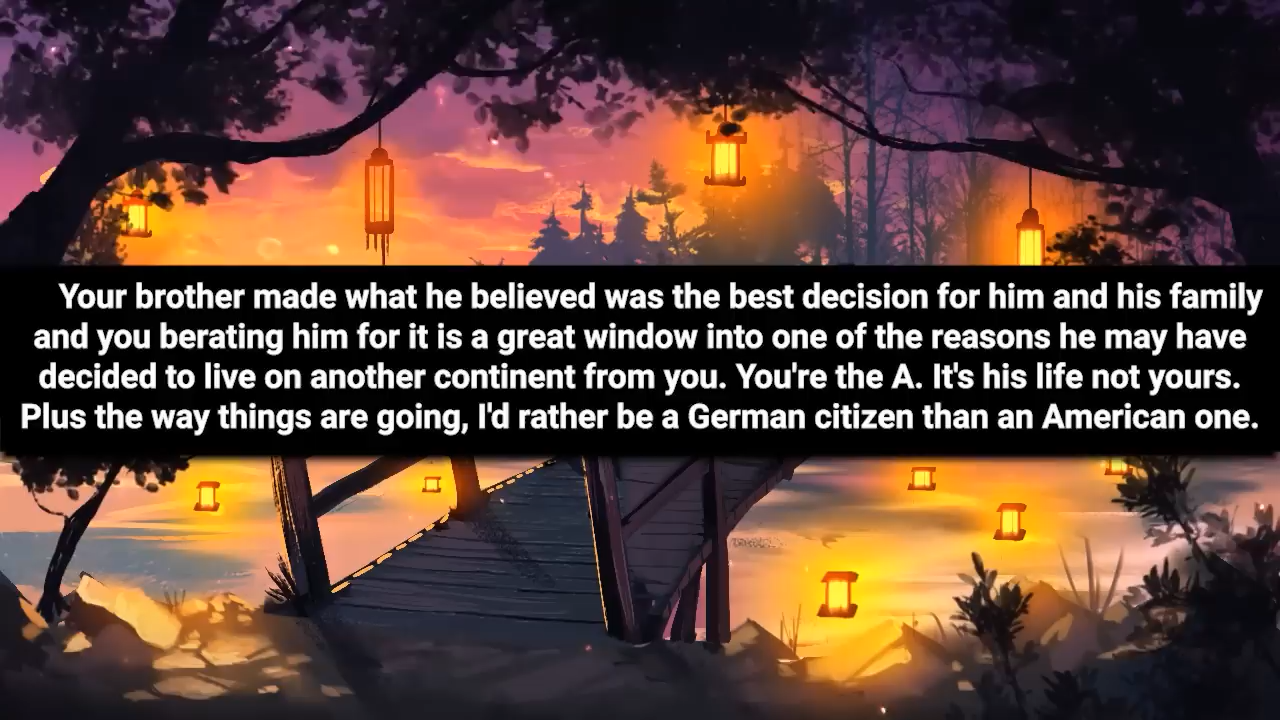 Your brother made what he believed was the best decision for him and his family
and you berating him for it is a great window into one of the reasons he may have
decided to live on another continent from you. You're the A. It's his life not yours.
Plus the way things are going, I'd rather be a German citizen than an American one.